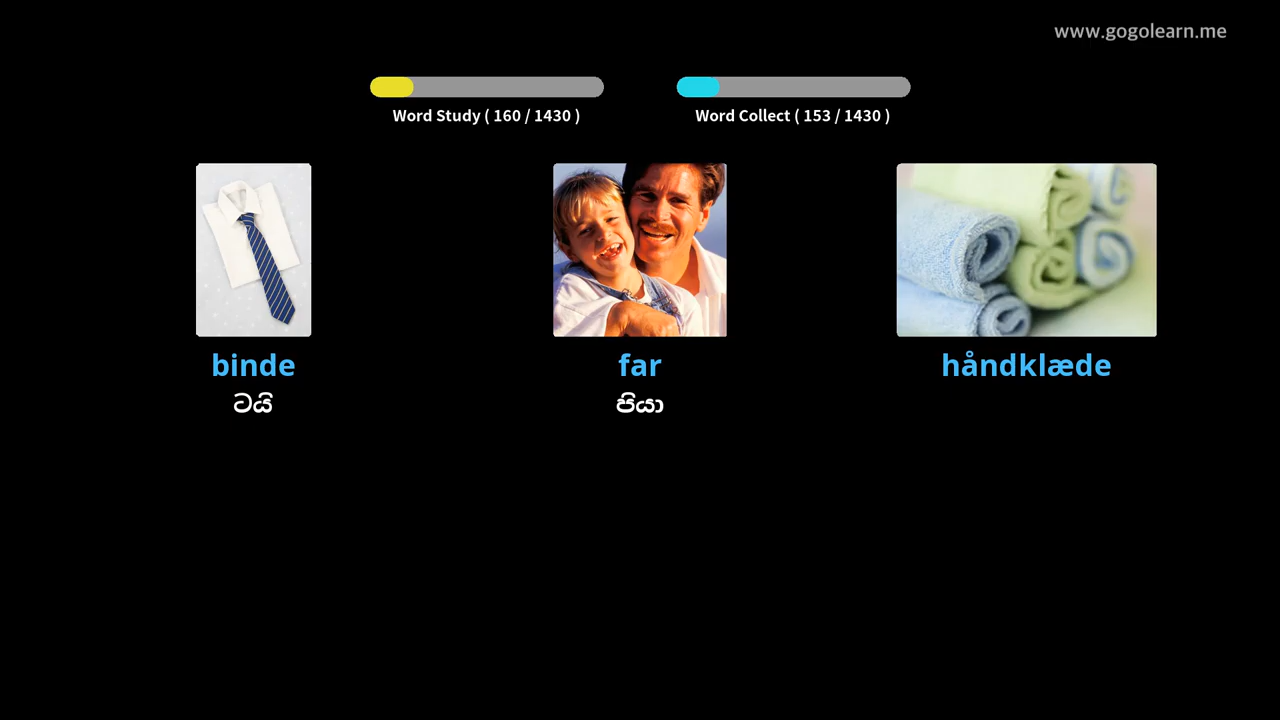 www.gogolearn.me
Word Study ( 160 / 1430 )
Word Collect ( 153 / 1430 )
binde
ටයි
far
පියා
håndklæde